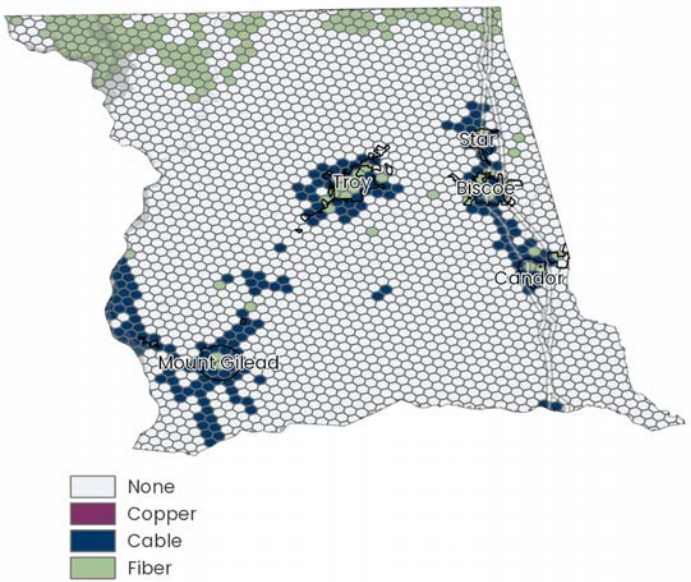 Star
Troy
Biscoe
Candor
Mount Gilead
None
Copper
Cable
Fiber